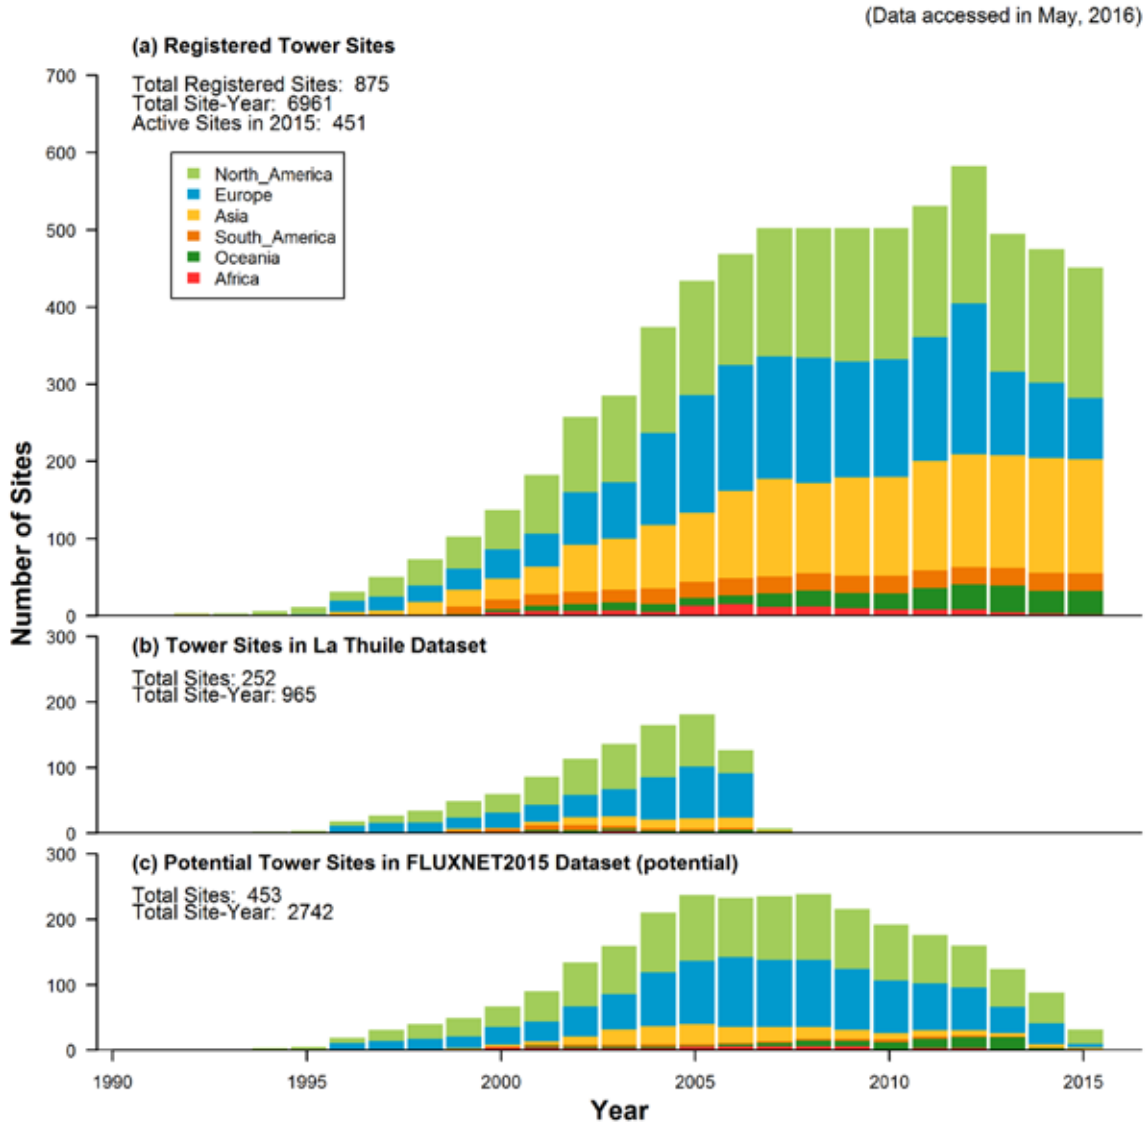 (Data accessed in May, 2016)
(a) Registered Tower Sites
Total Registered Sites:  875
Total Site-Year:  6961
Active Sites in 2015:  451
North_America
Europe
Asia
South_America
Oceania
Africa
700
600
500
400
300
200
100
0
Number of Sites
(b) Tower Sites in La Thuile Dataset
Total Sites: 252
Total Site-Year: 965
300
200
100
0
(c) Potential Tower Sites in FLUXNET2015 Dataset (potential)
Total Sites:  453
Total Site-Year:  2742
300
200
100
0
1990 1995 2000 2005 2010 2015
Year